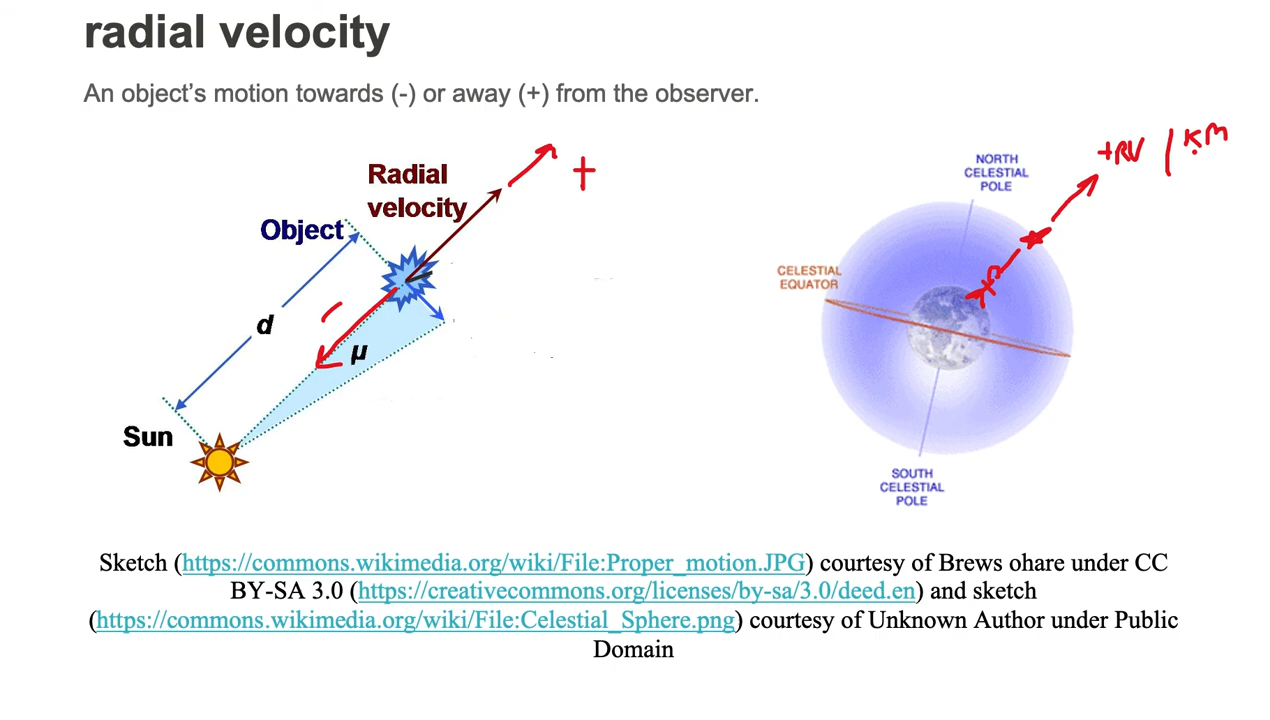 radial velocity
An object's motion towards (-) or away (+) from the observer.
Radial
velocity
+
Object
-
d
μ
Sun
+RV | KM
NORTH
CELESTIAL
POLE
CELESTIAL
EQUATOR
SOUTH
CELESTIAL
POLE
Sketch (https://commons.wikimedia.org/wiki/File:Proper_motion.JPG) courtesy of Brews ohare under CC
BY-SA 3.0 (https://creativecommons.org/licenses/by-sa/3.0/deed.en) and sketch
(https://commons.wikimedia.org/wiki/File:Celestial_Sphere.png) courtesy of Unknown Author under Public
Domain